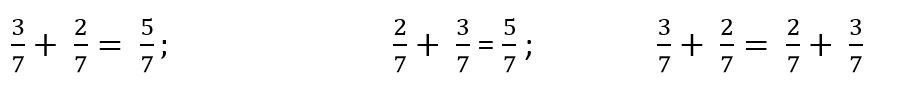 3/7 + 2/7 = 5/7 ; 2/7 + 3/7 = 5/7 ; 3/7 + 2/7 = 2/7 + 3/7